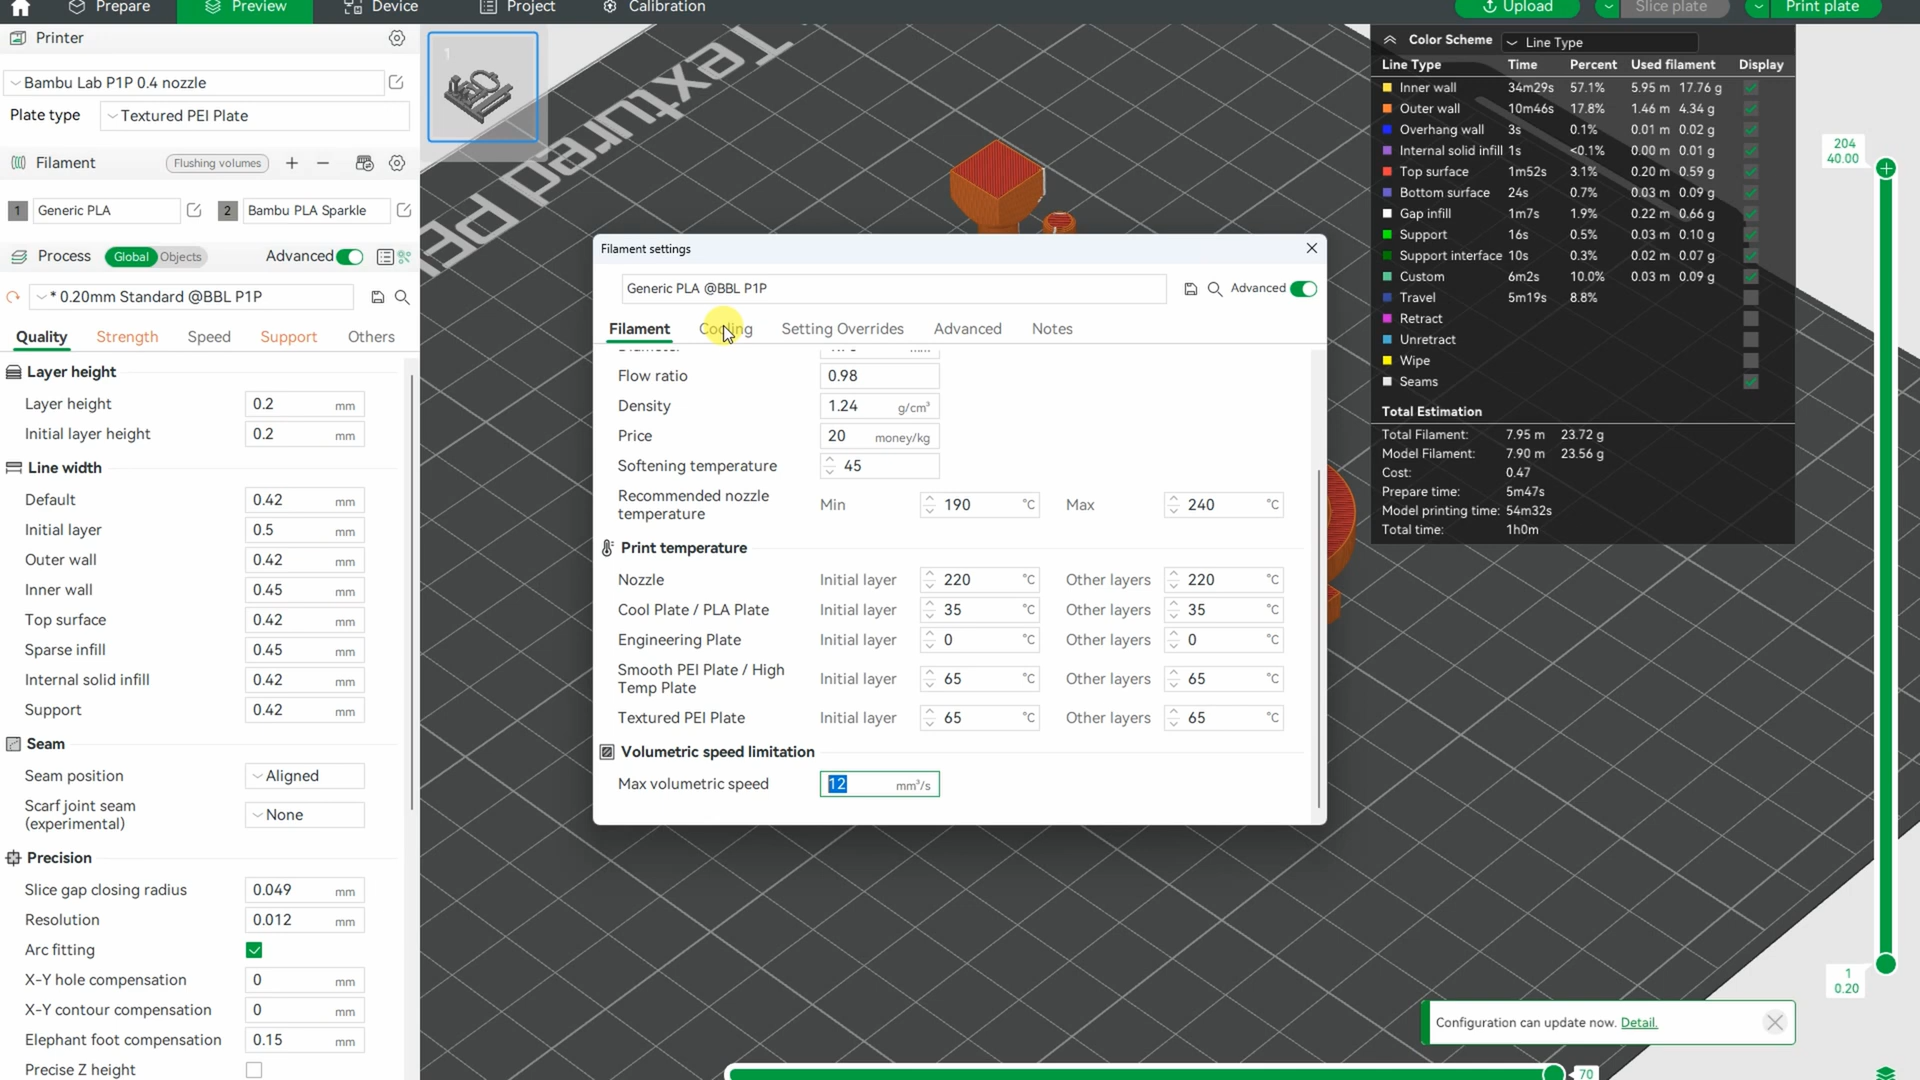 Prepare
Preview
Device
Project
Calibration
Upload
Slice plate
Print plate
Printer
Bambu Lab P1P 0.4 nozzle
Plate type
Textured PEI Plate
Filament
Flushing volumes
1
Generic PLA
2
Bambu PLA Sparkle
Process
Global
Objects
Advanced
* 0.20mm Standard @BBL P1P
Quality
Strength
Speed
Support
Others
Layer height
Layer height 0.2 mm
Initial layer height 0.2 mm
Line width
Default 0.42 mm
Initial layer 0.5 mm
Outer wall 0.42 mm
Inner wall 0.45 mm
Top surface 0.42 mm
Sparse infill 0.45 mm
Internal solid infill 0.42 mm
Support 0.42 mm
Seam
Seam position Aligned
Scarf joint seam
(experimental)
None
Precision
Slice gap closing radius 0.049 mm
Resolution 0.012 mm
Arc fitting
X-Y hole compensation 0 mm
X-Y contour compensation 0 mm
Elephant foot compensation 0.15 mm
Precise Z height
1
Textured PE
Filament settings
Generic PLA @BBL P1P
Advanced
Filament
Cooling
Setting Overrides
Advanced
Notes
Flow ratio 0.98
Density 1.24 g/cm³
Price 20 money/kg
Softening temperature 45
Recommended nozzle
temperature
Min 190 °C Max 240 °C
Print temperature
Nozzle Initial layer 220 °C Other layers 220 °C
Cool Plate / PLA Plate Initial layer 35 °C Other layers 35 °C
Engineering Plate Initial layer 0 °C Other layers 0 °C
Smooth PEI Plate / High
Temp Plate
Initial layer 65 °C Other layers 65 °C
Textured PEI Plate Initial layer 65 °C Other layers 65 °C
Volumetric speed limitation
Max volumetric speed 12 mm³/s
Color Scheme Line Type
Line Type Time Percent Used filament Display
Inner wall 34m29s 57.1% 5.95 m 17.76 g
Outer wall 10m46s 17.8% 1.46 m 4.34 g
Overhang wall 3s 0.1% 0.01 m 0.02 g
Internal solid infill 1s <0.1% 0.00 m 0.01 g
Top surface 1m52s 3.1% 0.20 m 0.59 g
Bottom surface 24s 0.7% 0.03 m 0.09 g
Gap infill 1m7s 1.9% 0.22 m 0.66 g
Support 16s 0.5% 0.03 m 0.10 g
Support interface 10s 0.3% 0.02 m 0.07 g
Custom 6m2s 10.0% 0.03 m 0.09 g
Travel 5m19s 8.8%
Retract
Unretract
Wipe
Seams
Total Estimation
Total Filament: 7.95 m 23.72 g
Model Filament: 7.90 m 23.56 g
Cost: 0.47
Prepare time: 5m47s
Model printing time: 54m32s
Total time: 1h0m
204
40.00
1
0.20
Configuration can update now. Detail.
70